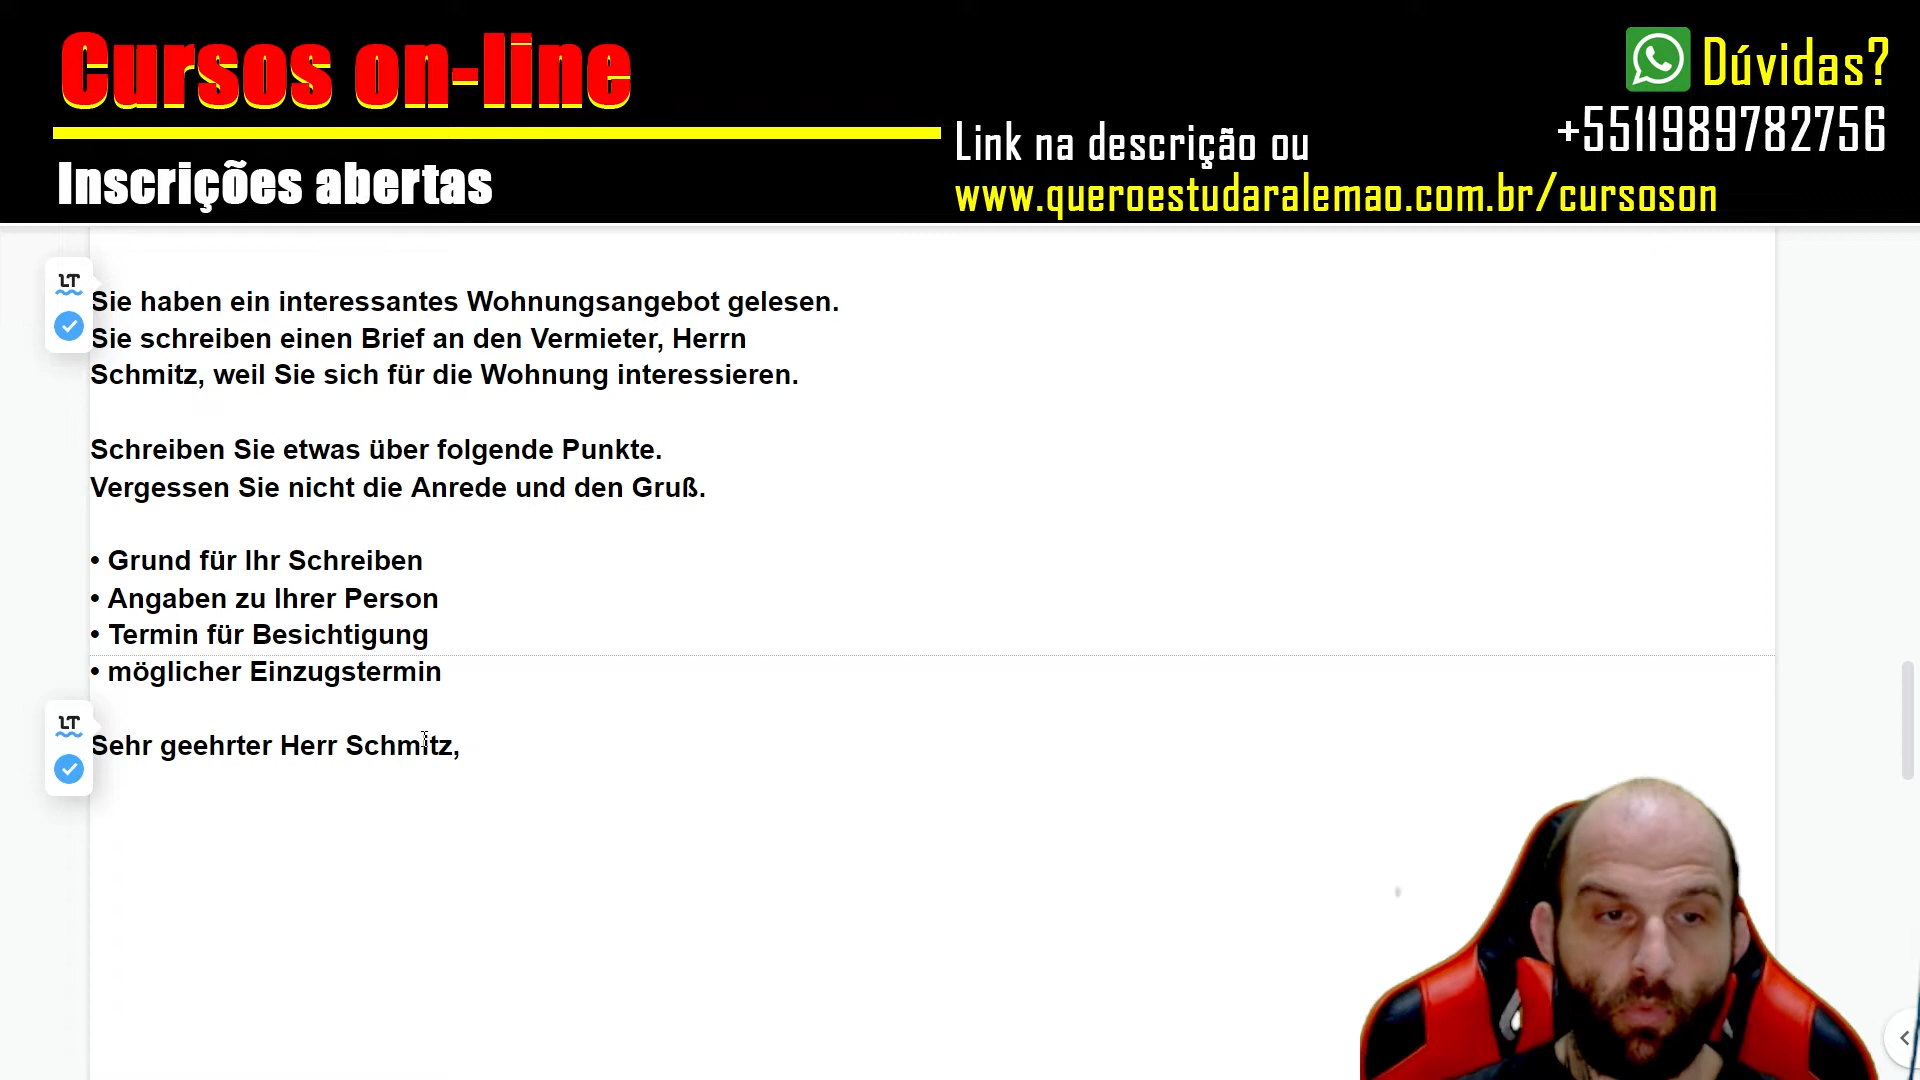 Cursos on-line
Inscrições abertas
Dúvidas?
+5511989782756
Link na descrição ou
www.queroestudaralemao.com.br/cursoson
LT
Sie haben ein interessantes Wohnungsangebot gelesen.
Sie schreiben einen Brief an den Vermieter, Herrn
Schmitz, weil Sie sich für die Wohnung interessieren.
Schreiben Sie etwas über folgende Punkte.
Vergessen Sie nicht die Anrede und den Gruß.
• Grund für Ihr Schreiben
• Angaben zu Ihrer Person
• Termin für Besichtigung
• möglicher Einzugstermin
LT
Sehr geehrter Herr Schmitz,